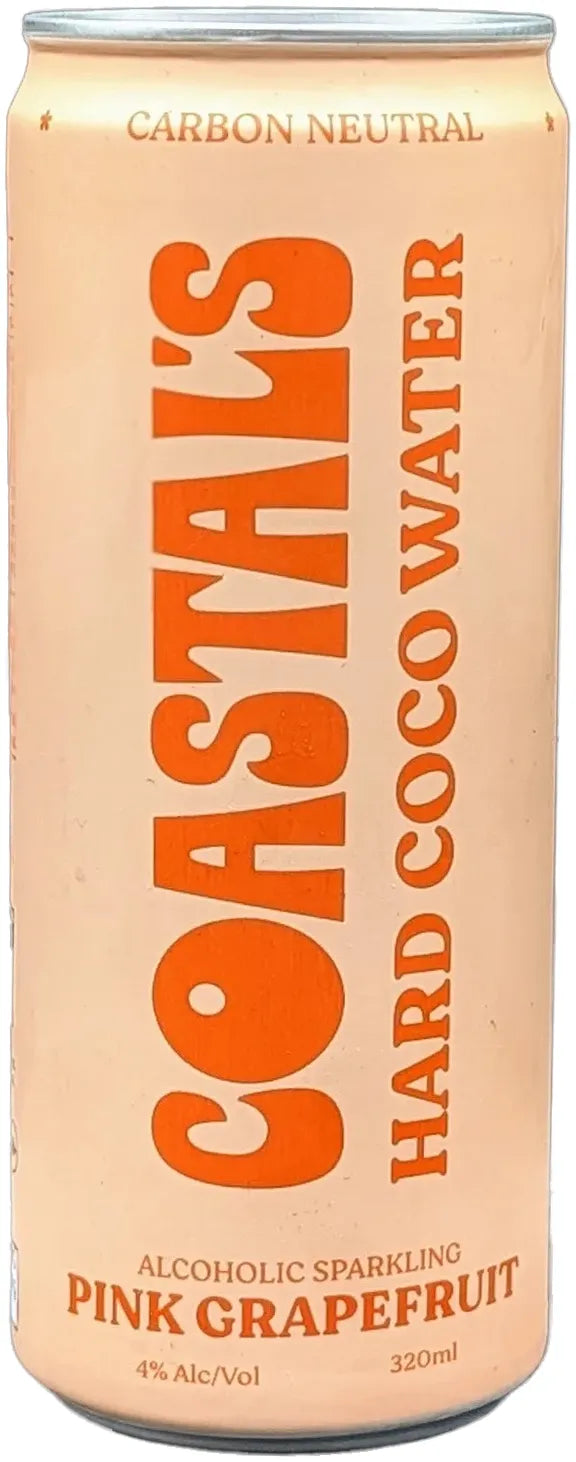 * CARBON NEUTRAL *
COASTAL'S
HARD COCO WATER
ALCOHOLIC SPARKLING
PINK GRAPEFRUIT
4% Alc/Vol 320ml